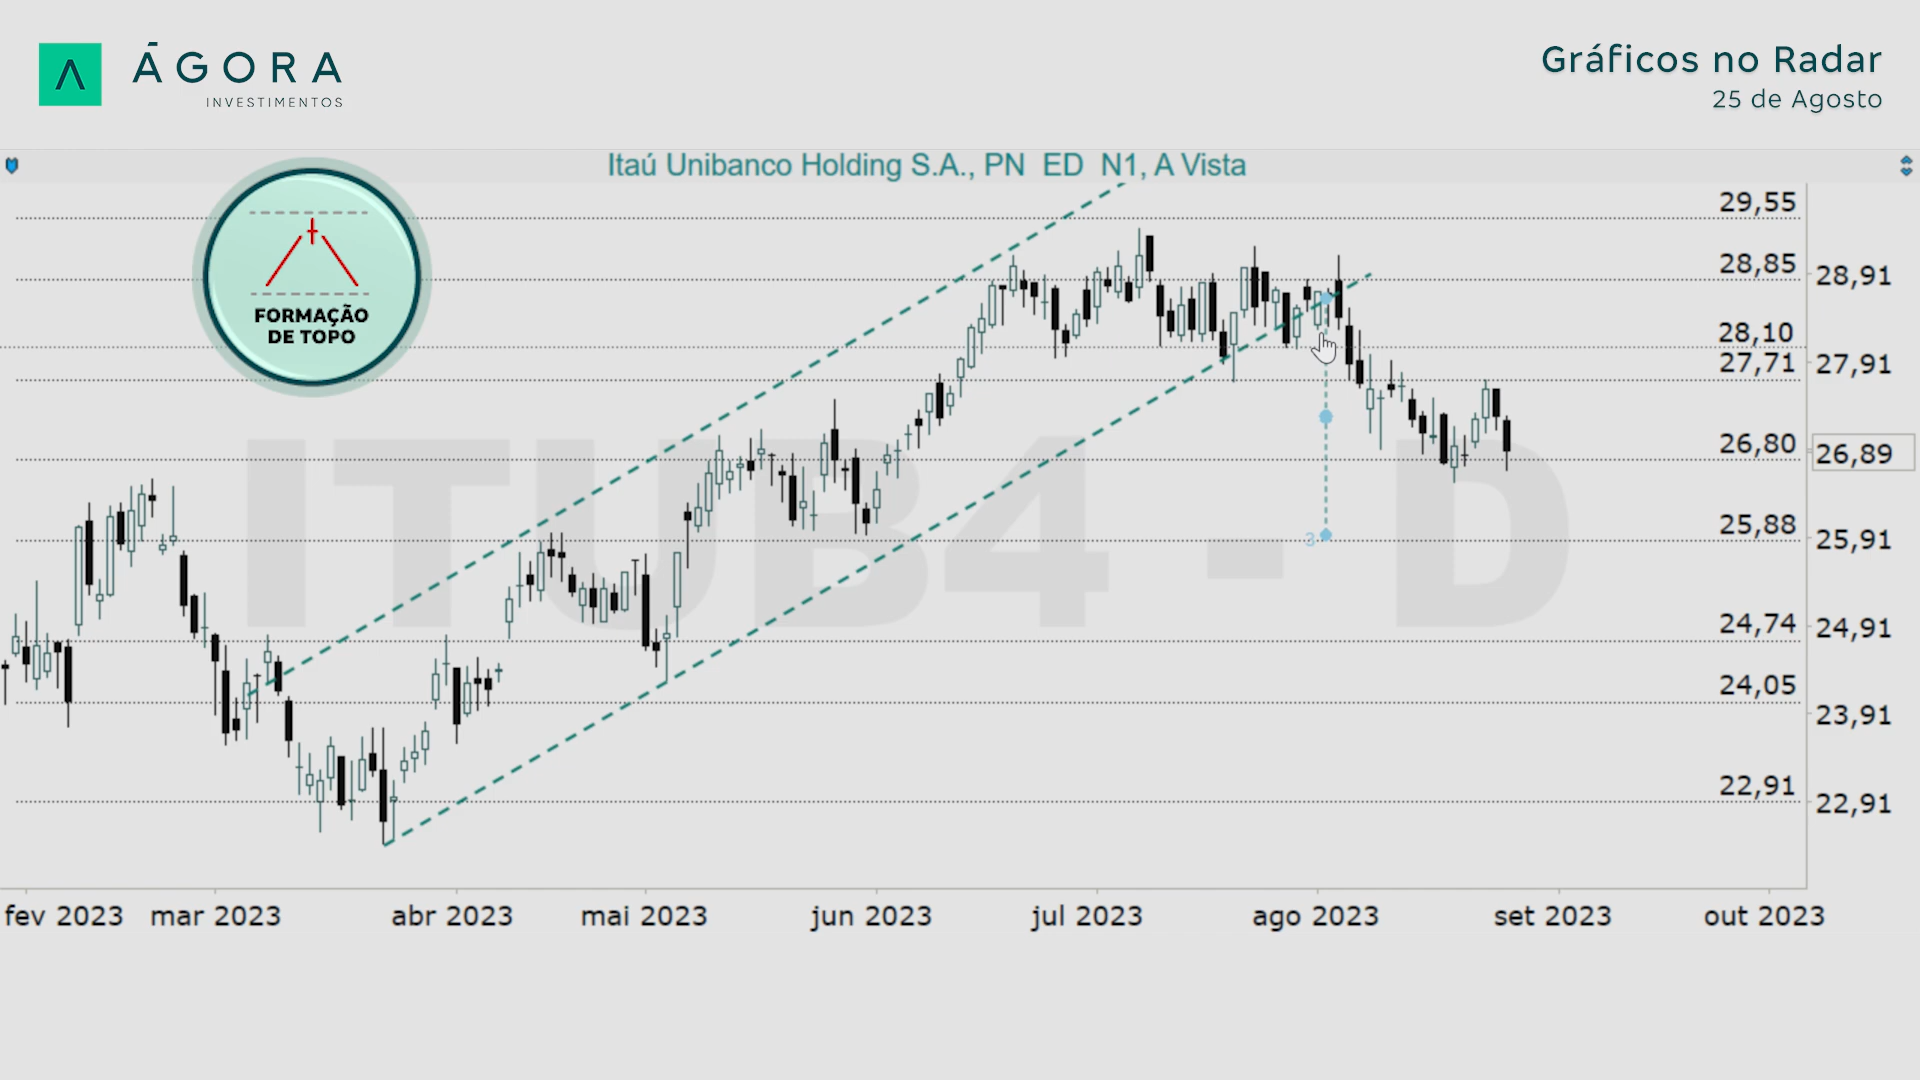 ÁGORA
INVESTIMENTOS
Gráficos no Radar
25 de Agosto
Itaú Unibanco Holding S.A., PN ED N1, A Vista
FORMAÇÃO
DE TOPO
ITUB4 - D
29,55
28,85
28,10
27,71
26,80
25,88
24,74
24,05
22,91
28,91
27,91
26,89
25,91
24,91
23,91
22,91
3
fev 2023 mar 2023 abr 2023 mai 2023 jun 2023 jul 2023 ago 2023 set 2023 out 2023